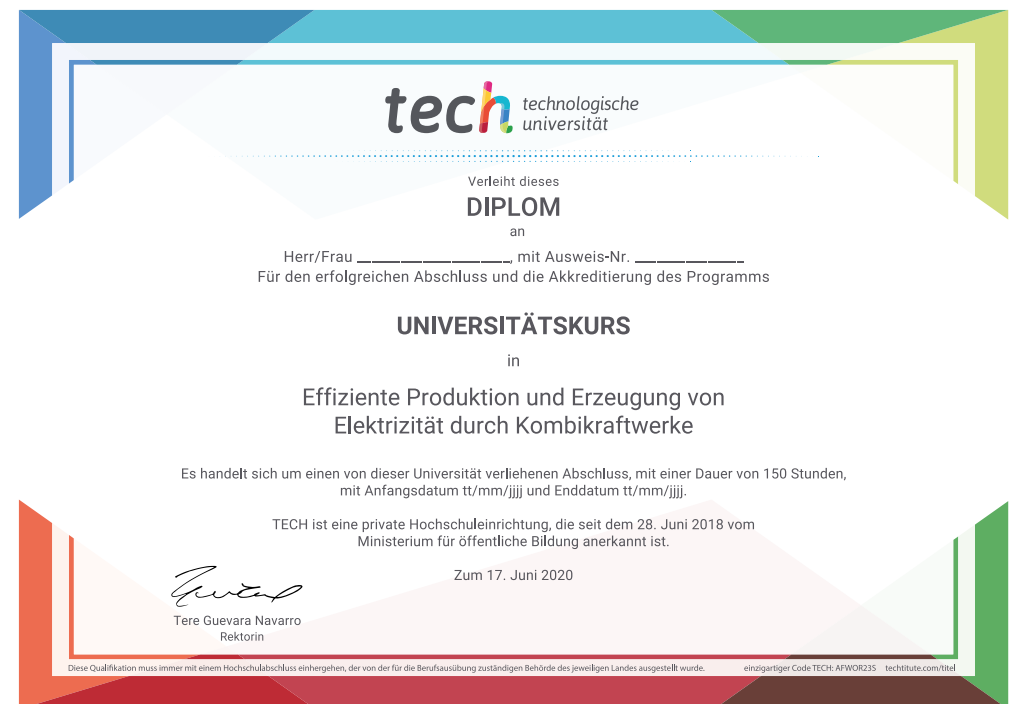 tech technologische
universität
Verleiht dieses
DIPLOM
an
Herr/Frau ____________________, mit Ausweis-Nr. ______________
Für den erfolgreichen Abschluss und die Akkreditierung des Programms
UNIVERSITÄTSKURS
in
Effiziente Produktion und Erzeugung von
Elektrizität durch Kombikraftwerke
Es handelt sich um einen von dieser Universität verliehenen Abschluss, mit einer Dauer von 150 Stunden,
mit Anfangsdatum tt/mm/jjjj und Enddatum tt/mm/jjjj.
TECH ist eine private Hochschuleinrichtung, die seit dem 28. Juni 2018 vom
Ministerium für öffentliche Bildung anerkannt ist.
Zum 17. Juni 2020
Tere Guevara Navarro
Rektorin
Diese Qualifikation muss immer mit einem Hochschulabschluss einhergehen, der von der für die Berufsausübung zuständigen Behörde des jeweiligen Landes ausgestellt wurde. einzigartiger Code TECH: AFWOR23S techtitute.com/titel